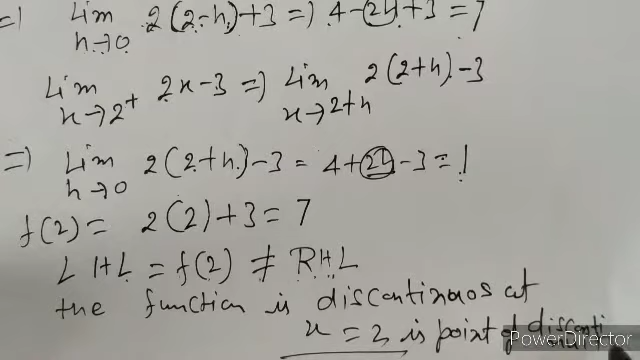 =) Lim h→0 2(2-h)+3 =) 4-2h+3 = 7
Lim x→2⁺ 2x-3 =) Lim x→2+h 2(2+h)-3
=) Lim h→0 2(2+h)-3 = 4+2h-3 = 1
f(2) = 2(2)+3 = 7
LHL = f(2) ≠ RHL
the function is discontinous at
x = 2, is point of disconti
PowerDirector